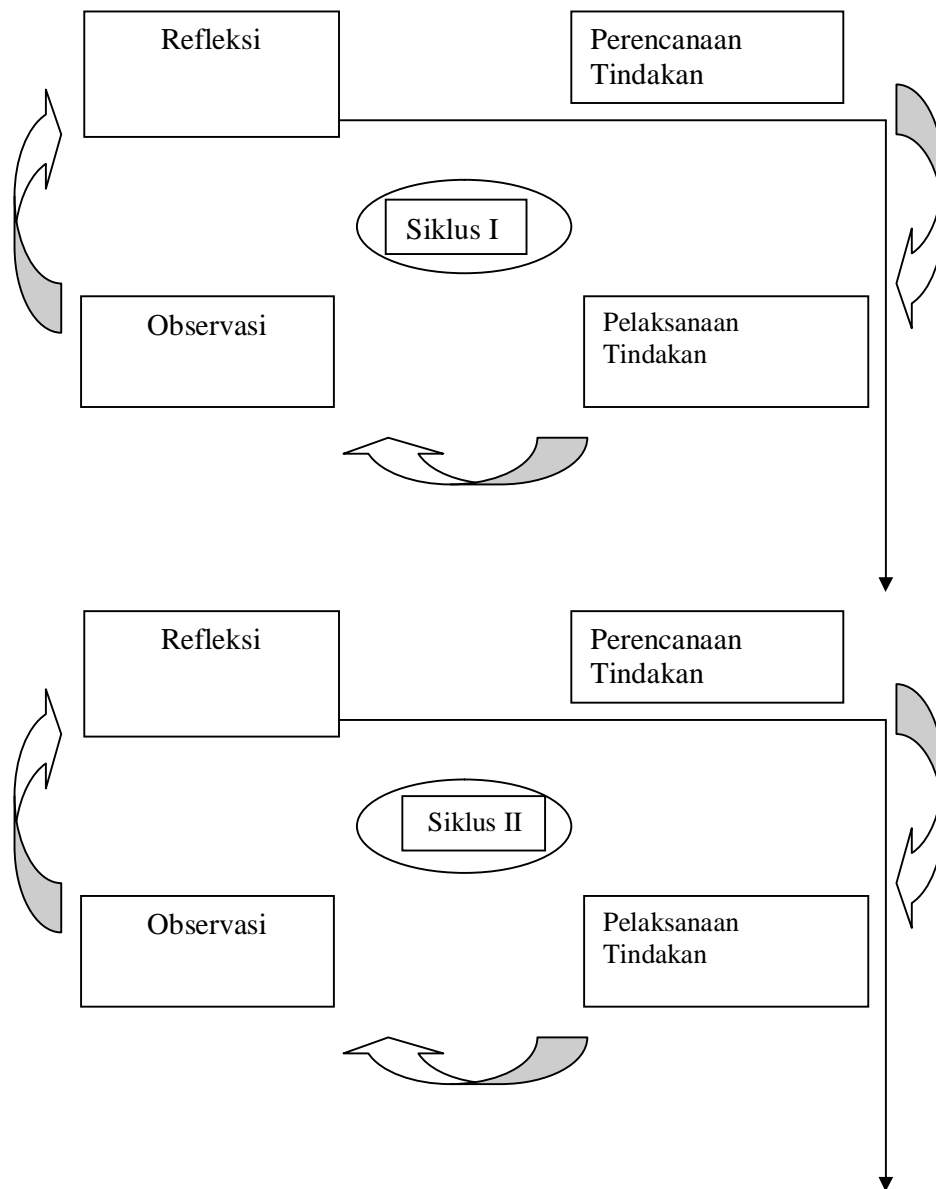 Refleksi
Perencanaan
Tindakan
Siklus I
Observasi
Pelaksanaan
Tindakan
Refleksi
Perencanaan
Tindakan
Siklus II
Observasi
Pelaksanaan
Tindakan